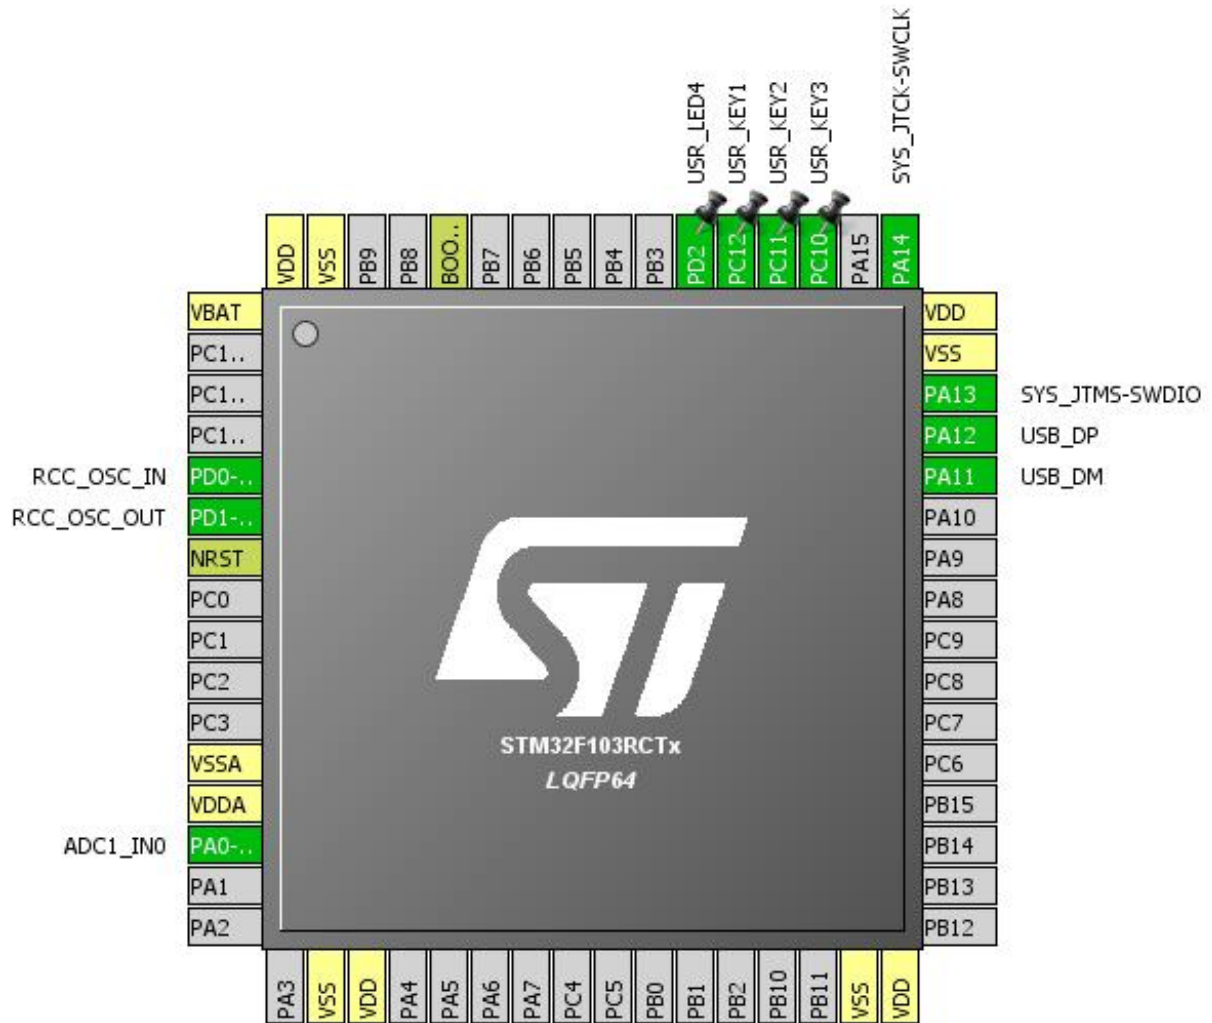 USR_LED4
USR_KEY1
USR_KEY2
USR_KEY3
SYS_JTCK-SWCLK
VDD
VSS
PB9
PB8
BOO..
PB7
PB6
PB5
PB4
PB3
PD2
PC12
PC11
PC10
PA15
PA14
VBAT
PC1..
PC1..
PC1..
RCC_OSC_IN PD0-..
RCC_OSC_OUT PD1-..
NRST
PC0
PC1
PC2
PC3
VSSA
VDDA
ADC1_IN0 PA0-..
PA1
PA2
ST
STM32F103RCTx
LQFP64
VDD
VSS
PA13 SYS_JTMS-SWDIO
PA12 USB_DP
PA11 USB_DM
PA10
PA9
PA8
PC9
PC8
PC7
PC6
PB15
PB14
PB13
PB12
PA3
VSS
VDD
PA4
PA5
PA6
PA7
PC4
PC5
PB0
PB1
PB2
PB10
PB11
VSS
VDD